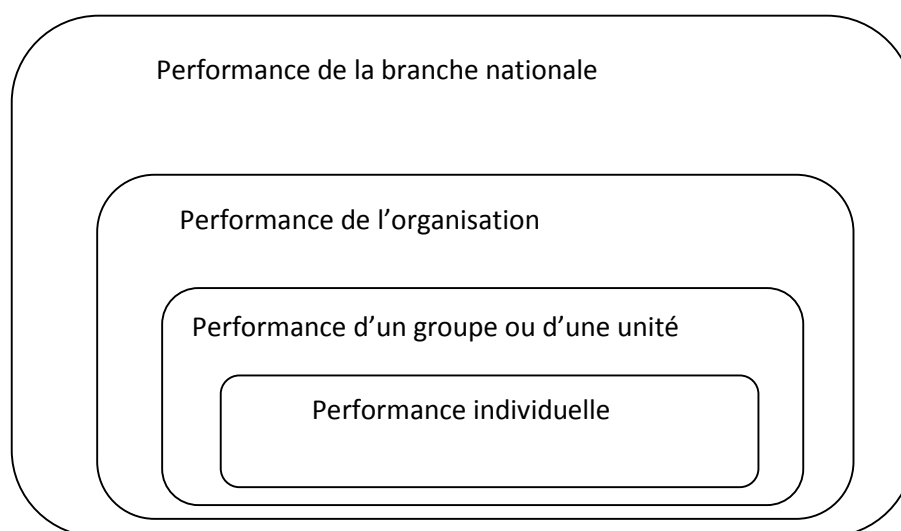 Performance de la branche nationale
Performance de l’organisation
Performance d’un groupe ou d’une unité
Performance individuelle